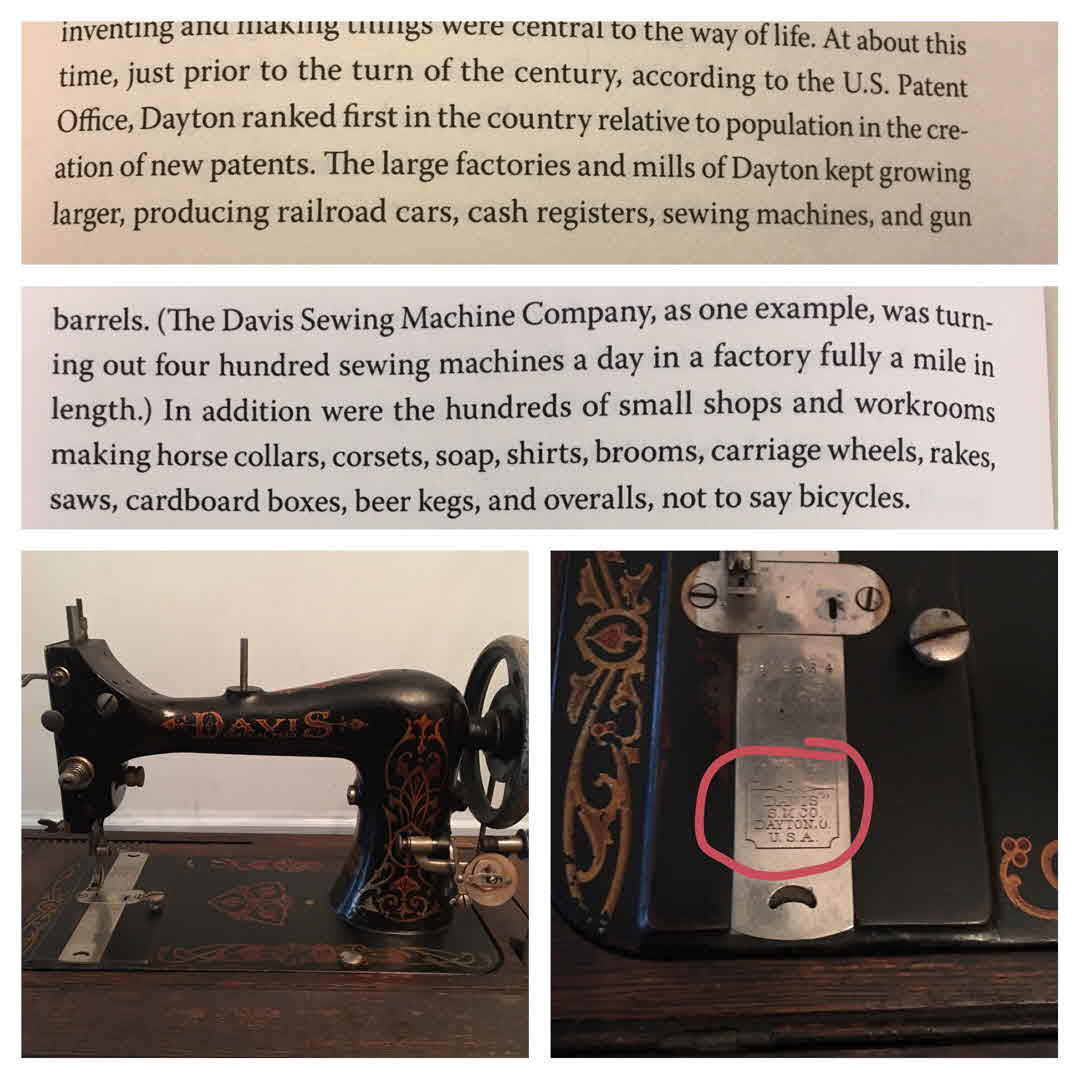 inventing and making things were central to the way of life. At about this
time, just prior to the turn of the century, according to the U.S. Patent
Office, Dayton ranked first in the country relative to population in the cre-
ation of new patents. The large factories and mills of Dayton kept growing
larger, producing railroad cars, cash registers, sewing machines, and gun
barrels. (The Davis Sewing Machine Company, as one example, was turn-
ing out four hundred sewing machines a day in a factory fully a mile in
length.) In addition were the hundreds of small shops and workrooms
making horse collars, corsets, soap, shirts, brooms, carriage wheels, rakes,
saws, cardboard boxes, beer kegs, and overalls, not to say bicycles.
DAVIS
"DAVIS"
S.M.CO.
DAYTON.O.
U.S.A.